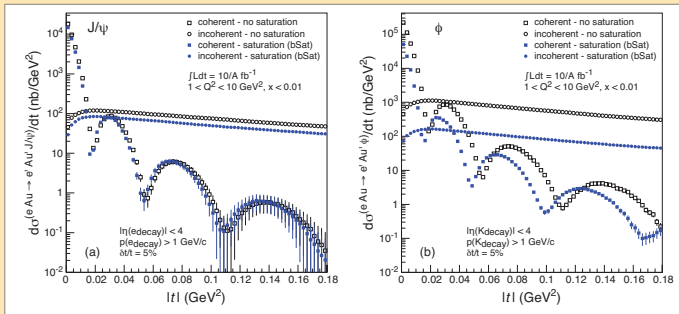 J/ψ
coherent - no saturation
incoherent - no saturation
coherent - saturation (bSat)
incoherent - saturation (bSat)
∫Ldt = 10/A fb⁻¹
1 < Q² < 10 GeV², x < 0.01
dσ(e Au → e' Au' J/ψ)/dt (nb/GeV²)
10⁴
10³
10²
10
1
10⁻¹
10⁻²
(a)
|η(e_decay)| < 4
p(e_decay) > 1 GeV/c
δt/t = 5%
0 0.02 0.04 0.06 0.08 0.10 0.12 0.14 0.16 0.18
|t| (GeV²)
ϕ
coherent - no saturation
incoherent - no saturation
coherent - saturation (bSat)
incoherent - saturation (bSat)
∫Ldt = 10/A fb⁻¹
1 < Q² < 10 GeV², x < 0.01
dσ(e Au → e' Au' ϕ)/dt (nb/GeV²)
10⁵
10⁴
10³
10²
10
1
10⁻¹
10⁻²
(b)
|η(K_decay)| < 4
p(K_decay) > 1 GeV/c
δt/t = 5%
0 0.02 0.04 0.06 0.08 0.10 0.12 0.14 0.16 0.18
|t| (GeV²)